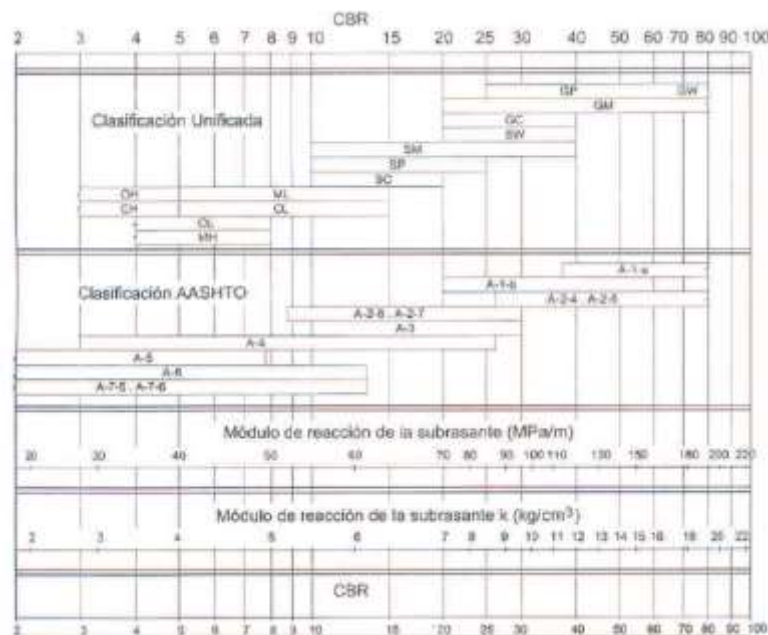 CBR
2 3 4 5 6 7 8 9 10 15 20 25 30 40 50 60 70 80 100
GP GW
Clasificación Unificada
GM
GC
SW
SM
SP
SC
OH ML
CH CL
OL
MH
A-1-a
Clasificación AASHTO
A-1-b
A-2-4 , A-2-5
A-2-6 , A-2-7
A-3
A-4
A-5
A-6
A-7-5 , A-7-6
Módulo de reacción de la subrasante (MPa/m)
20 30 40 50 60 70 80 90 100 110 130 150 180 200 220
Módulo de reacción de la subrasante k (kg/cm³)
2 3 4 5 6 7 8 9 10 11 12 13 14 15 16 18 20 22
CBR
2 3 4 5 6 7 8 9 10 15 20 25 30 40 50 60 70 80 90 100